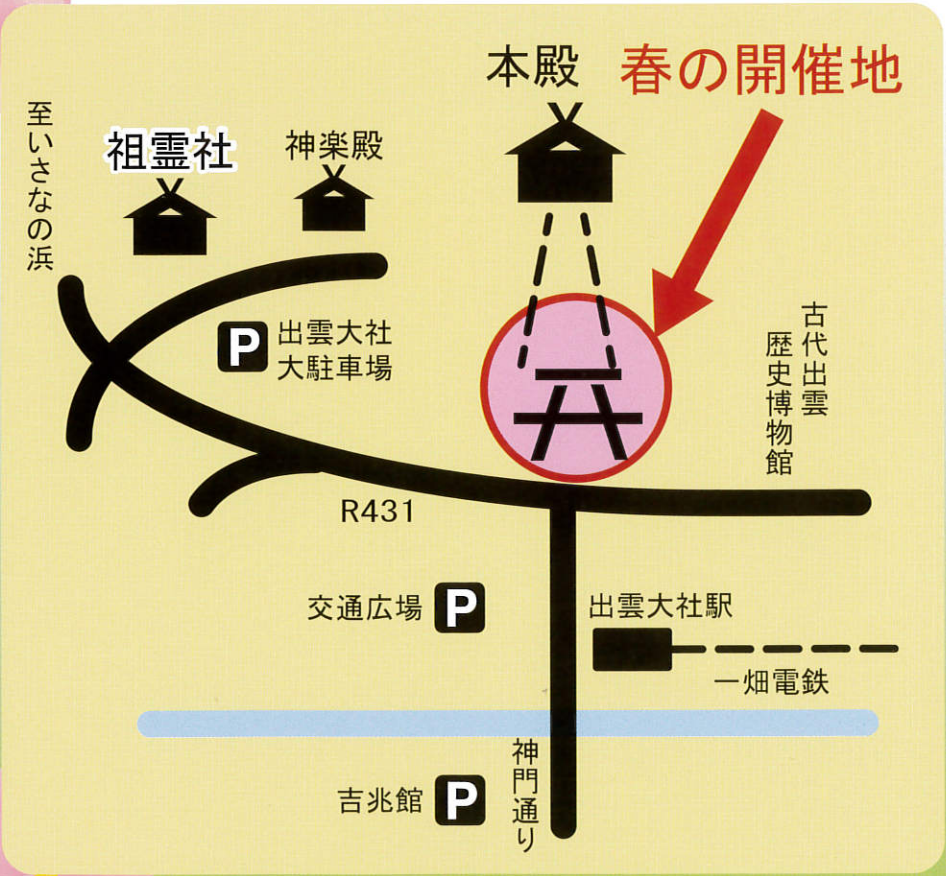 本殿
春の開催地
至いさなの浜
祖霊社
神楽殿
P
出雲大社
大駐車場
古代出雲
歴史博物館
R431
交通広場
P
出雲大社駅
一畑電鉄
神門通り
吉兆館
P